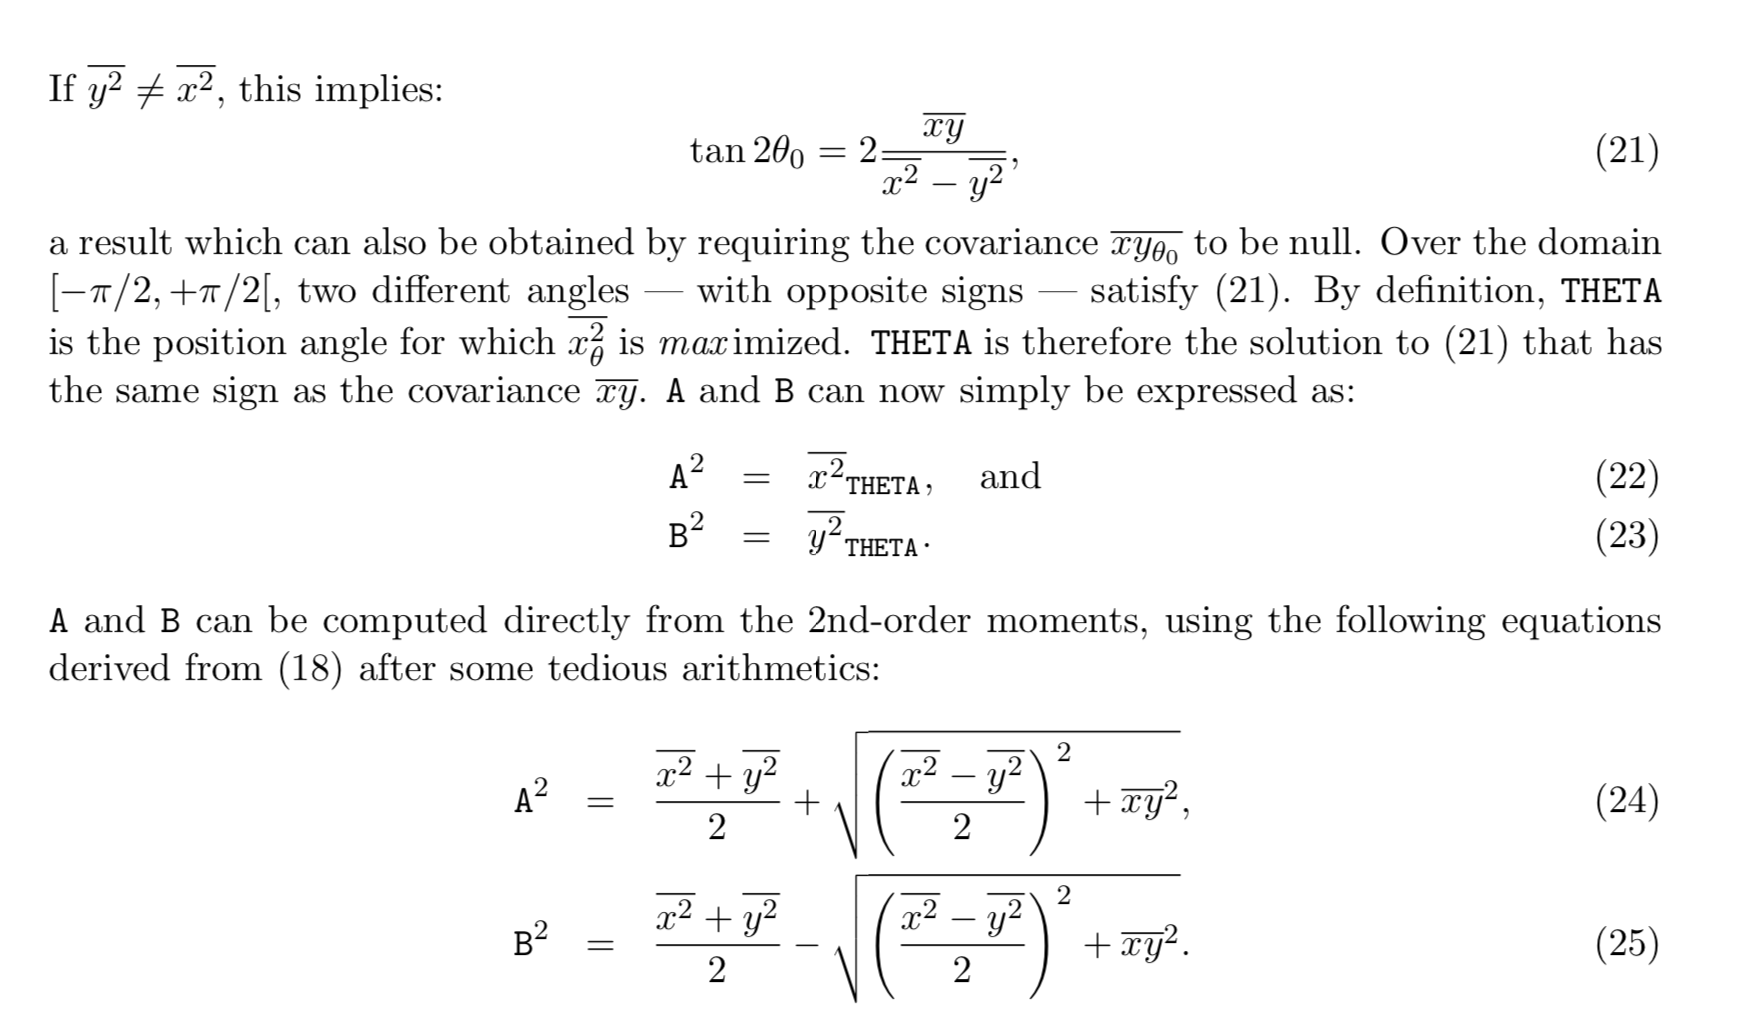 If $\overline{y^2} \neq \overline{x^2}$, this implies:
$\tan 2\theta_0 = 2\frac{\overline{xy}}{\overline{x^2} - \overline{y^2}},$ (21)
a result which can also be obtained by requiring the covariance $\overline{xy_{\theta_0}}$ to be null. Over the domain
$[-\pi/2, +\pi/2[$, two different angles — with opposite signs — satisfy (21). By definition, THETA
is the position angle for which $\overline{x_\theta^2}$ is maximized. THETA is therefore the solution to (21) that has
the same sign as the covariance $\overline{xy}$. A and B can now simply be expressed as:
$\mathtt{A}^2 = \overline{x^2}_{\mathtt{THETA}},$ and (22)
$\mathtt{B}^2 = \overline{y^2}_{\mathtt{THETA}}.$ (23)
A and B can be computed directly from the 2nd-order moments, using the following equations
derived from (18) after some tedious arithmetics:
$\mathtt{A}^2 = \frac{\overline{x^2} + \overline{y^2}}{2} + \sqrt{\left(\frac{\overline{x^2} - \overline{y^2}}{2}\right)^2 + \overline{xy}^2},$ (24)
$\mathtt{B}^2 = \frac{\overline{x^2} + \overline{y^2}}{2} - \sqrt{\left(\frac{\overline{x^2} - \overline{y^2}}{2}\right)^2 + \overline{xy}^2}.$ (25)